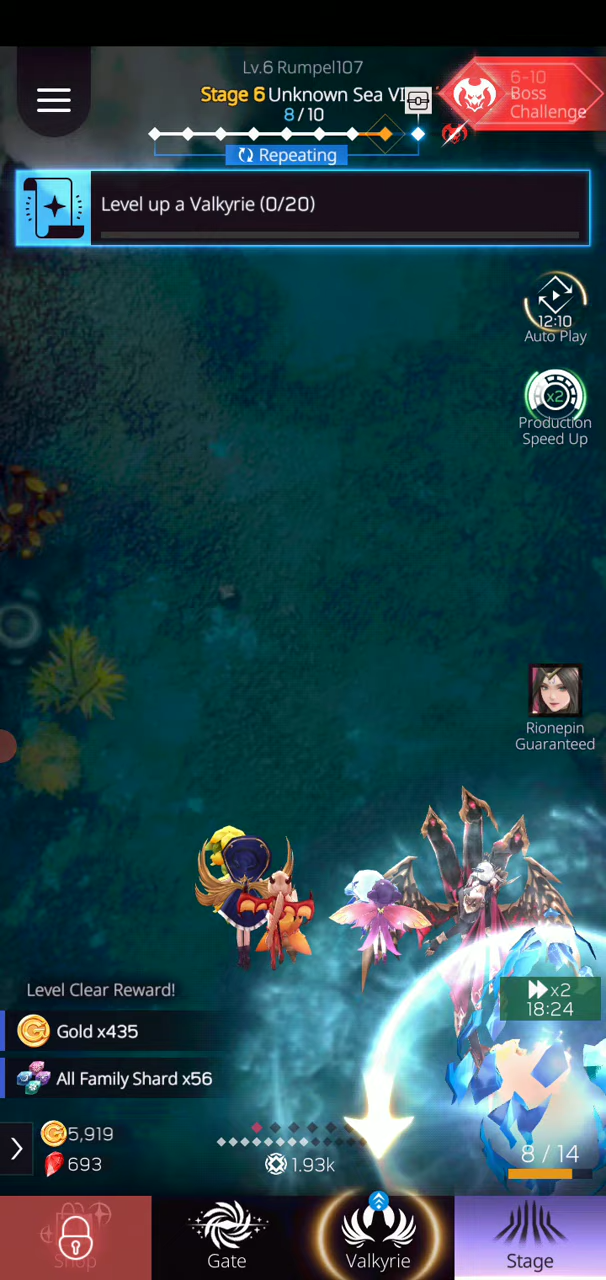 Lv.6 Rumpel107
Stage 6 Unknown Sea VI
8/10
Repeating
6-10
Boss
Challenge
Level up a Valkyrie (0/20)
12:10
Auto Play
x2
Production
Speed Up
Rionepin
Guaranteed
Level Clear Reward!
Gold x435
All Family Shard x56
x2
18:24
5,919
693
1.93k
8 / 14
Shop
Gate
Valkyrie
Stage